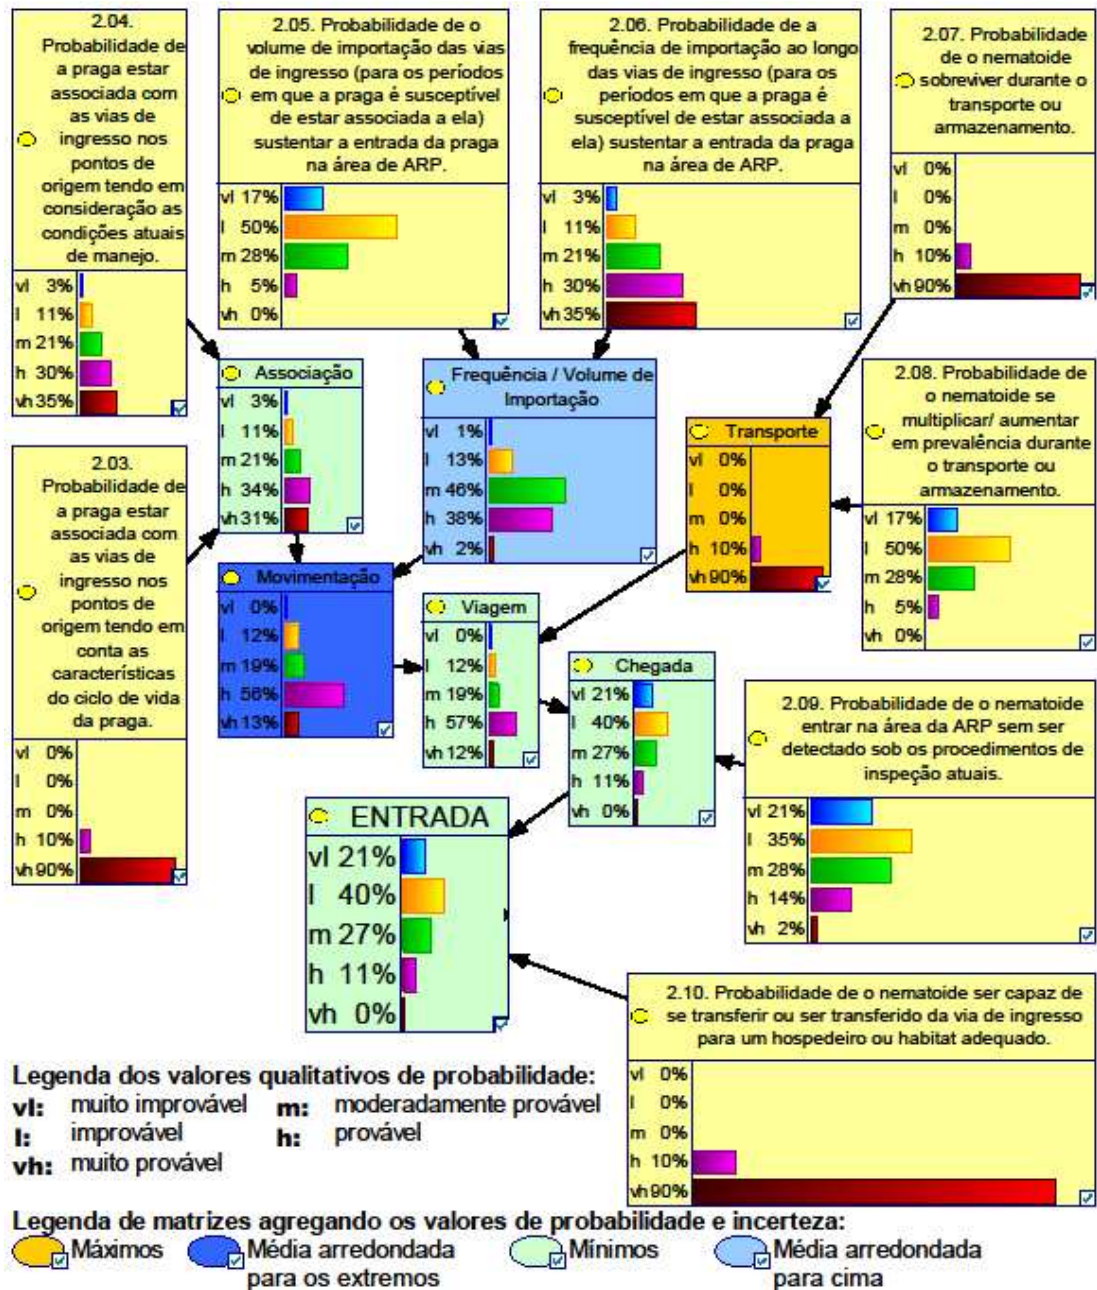 2.04.
Probabilidade de
a praga estar
associada com
as vias de
ingresso nos
pontos de
origem tendo em
consideração as
condições atuais
de manejo.
vl 3%
l 11%
m 21%
h 30%
vh 35%
2.05. Probabilidade de o
volume de importação das vias
de ingresso (para os períodos
em que a praga é susceptível
de estar associada a ela)
sustentar a entrada da praga
na área de ARP.
vl 17%
l 50%
m 28%
h 5%
vh 0%
2.06. Probabilidade de a
frequência de importação ao longo
das vias de ingresso (para os
períodos em que a praga é
susceptível de estar associada a
ela) sustentar a entrada da praga
na área de ARP.
vl 3%
l 11%
m 21%
h 30%
vh 35%
2.07. Probabilidade
de o nematoide
sobreviver durante o
transporte ou
armazenamento.
vl 0%
l 0%
m 0%
h 10%
vh 90%
Associação
vl 3%
l 11%
m 21%
h 34%
vh 31%
Frequência / Volume de
Importação
vl 1%
l 13%
m 46%
h 38%
vh 2%
Transporte
vl 0%
l 0%
m 0%
h 10%
vh 90%
2.08. Probabilidade de
o nematoide se
multiplicar/ aumentar
em prevalência durante
o transporte ou
armazenamento.
vl 17%
l 50%
m 28%
h 5%
vh 0%
2.03.
Probabilidade de
a praga estar
associada com
as vias de
ingresso nos
pontos de
origem tendo em
conta as
características
do ciclo de vida
da praga.
vl 0%
l 0%
m 0%
h 10%
vh 90%
Movimentação
vl 0%
l 12%
m 19%
h 56%
vh 13%
Viagem
vl 0%
l 12%
m 19%
h 57%
vh 12%
Chegada
vl 21%
l 40%
m 27%
h 11%
vh 0%
2.09. Probabilidade de o nematoide
entrar na área da ARP sem ser
detectado sob os procedimentos de
inspeção atuais.
vl 21%
l 35%
m 28%
h 14%
vh 2%
ENTRADA
vl 21%
l 40%
m 27%
h 11%
vh 0%
2.10. Probabilidade de o nematoide ser capaz de
se transferir ou ser transferido da via de ingresso
para um hospedeiro ou habitat adequado.
vl 0%
l 0%
m 0%
h 10%
vh 90%
Legenda dos valores qualitativos de probabilidade:
vl: muito improvável m: moderadamente provável
l: improvável h: provável
vh: muito provável
Legenda de matrizes agregando os valores de probabilidade e incerteza:
Máximos Média arredondada Mínimos Média arredondada
para os extremos para cima